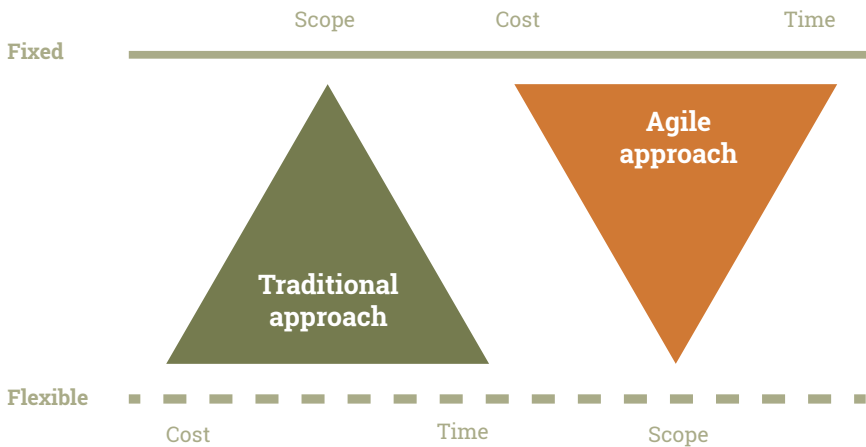 Scope
Cost
Time
Fixed
Agile
approach
Traditional
approach
Flexible
Cost
Time
Scope